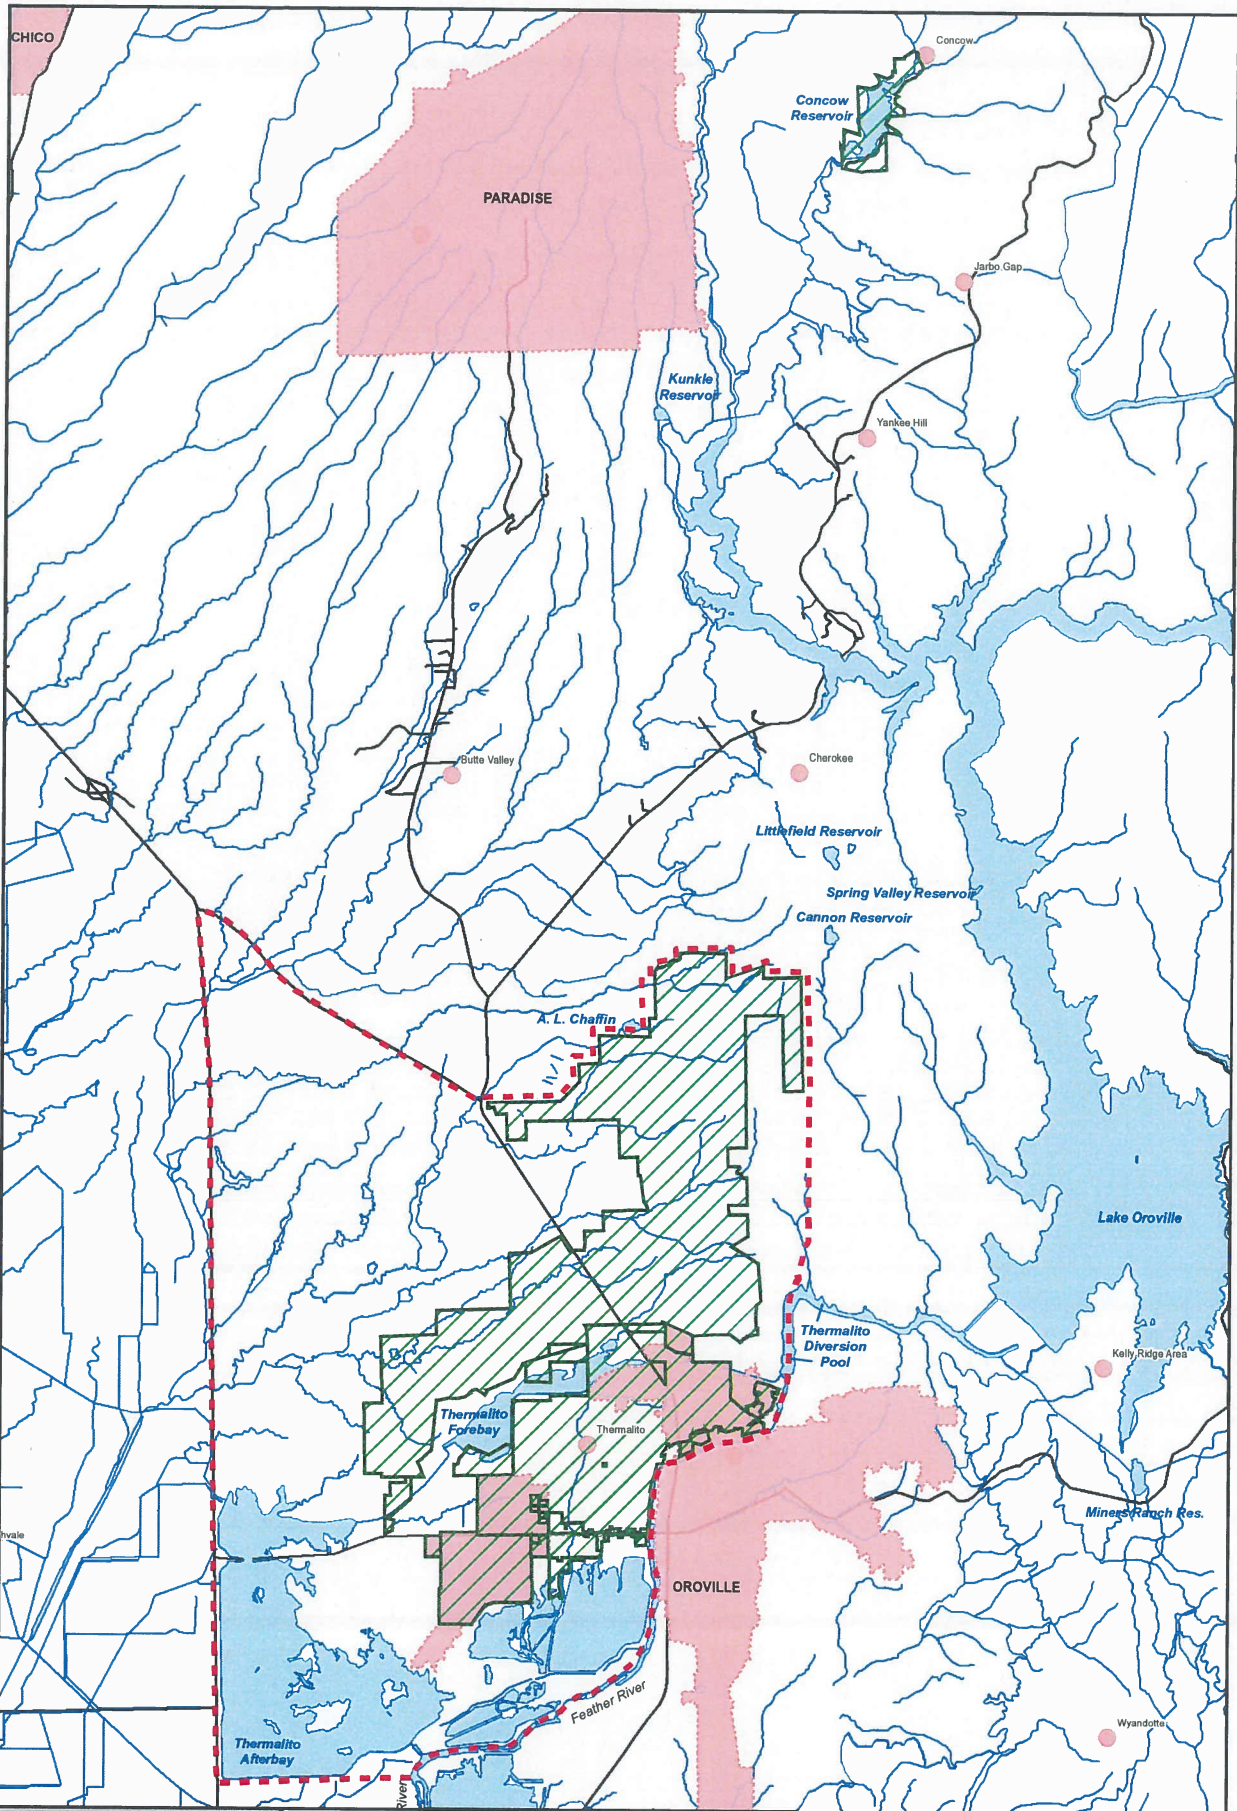 CHICO
Concow
Concow
Reservoir
PARADISE
Jarbo Gap
Kunkle
Reservoir
Yankee Hill
Butte Valley
Cherokee
Littlefield Reservoir
Spring Valley Reservoir
Cannon Reservoir
A. L. Chaffin
Lake Oroville
Thermalito
Diversion
Pool
Kelly Ridge Area
Thermalito
Forebay
Thermalito
Miners Ranch Res.
hvale
OROVILLE
Feather River
Wyandotte
Thermalito
Afterbay
River